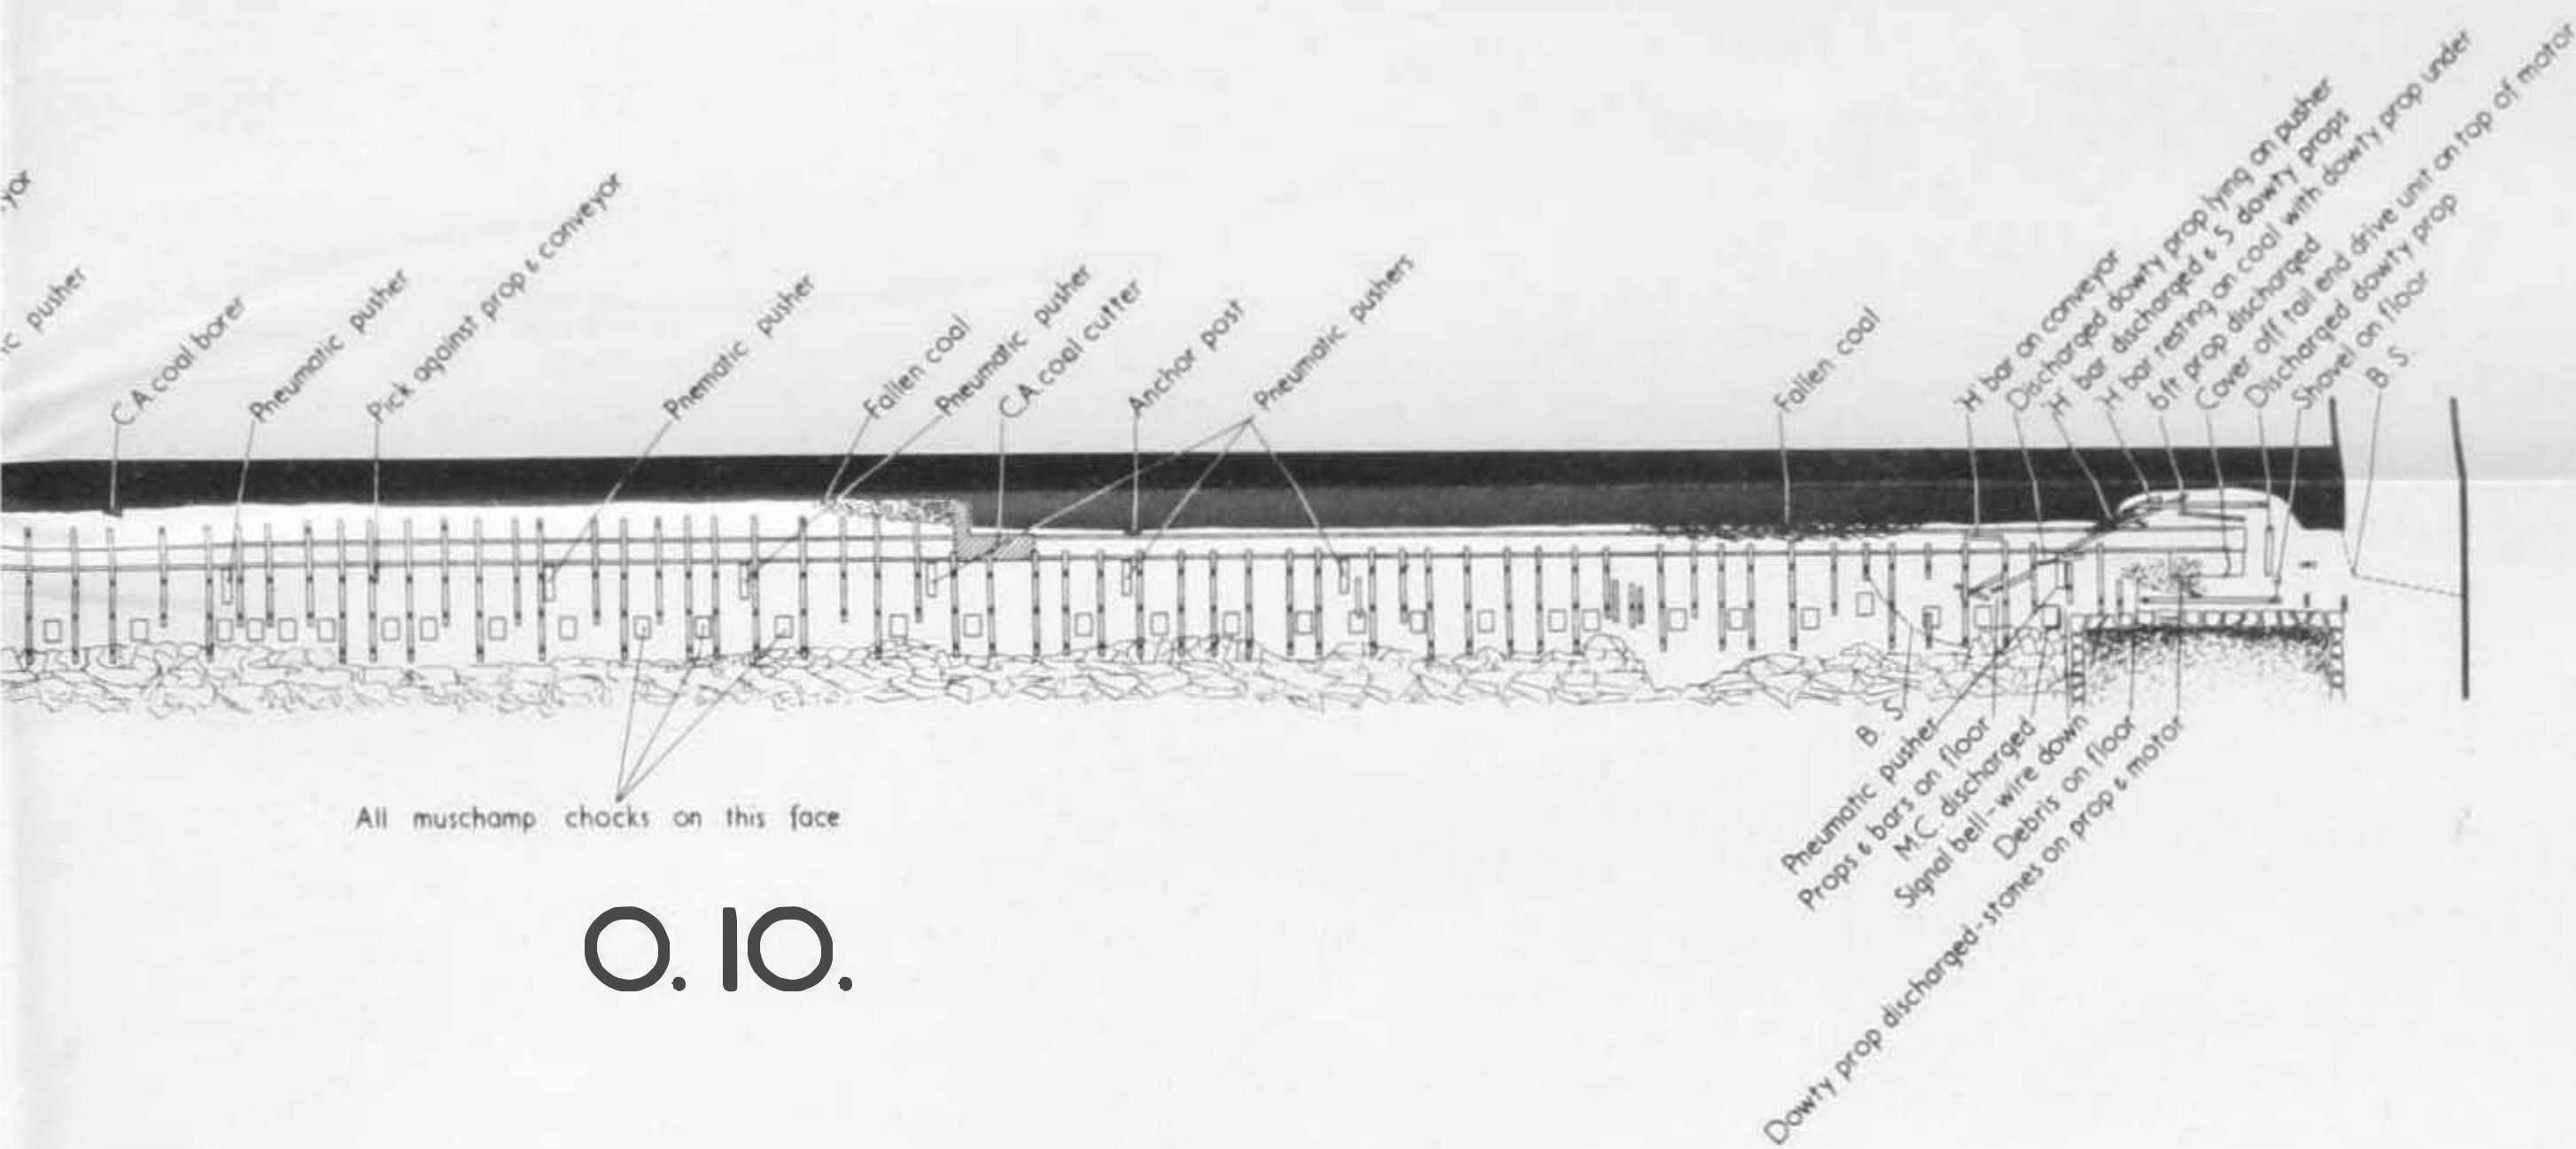 yor
ic pusher
C.A. coal borer
Pneumatic pusher
Pick against prop & conveyor
Pnematic pusher
Fallen coal
Pneumatic pusher
C.A. coal cutter
Anchor post
Pneumatic pushers
Fallen coal
'H' bar on conveyor
Discharged dowty prop lying on pusher
'H' bar discharged & 5 dowty props
'H' bar resting on coal with dowty prop under
6ft prop discharged
Cover off tail end drive unit on top of motor
Discharged dowty prop
Shovel on floor
B. S.
B. S.
Pneumatic pusher
Props & bars on floor
M.C. discharged
Signal bell-wire down
Debris on floor
Dowty prop discharged-stones on prop & motor
All muschamp chocks on this face
O. 10.